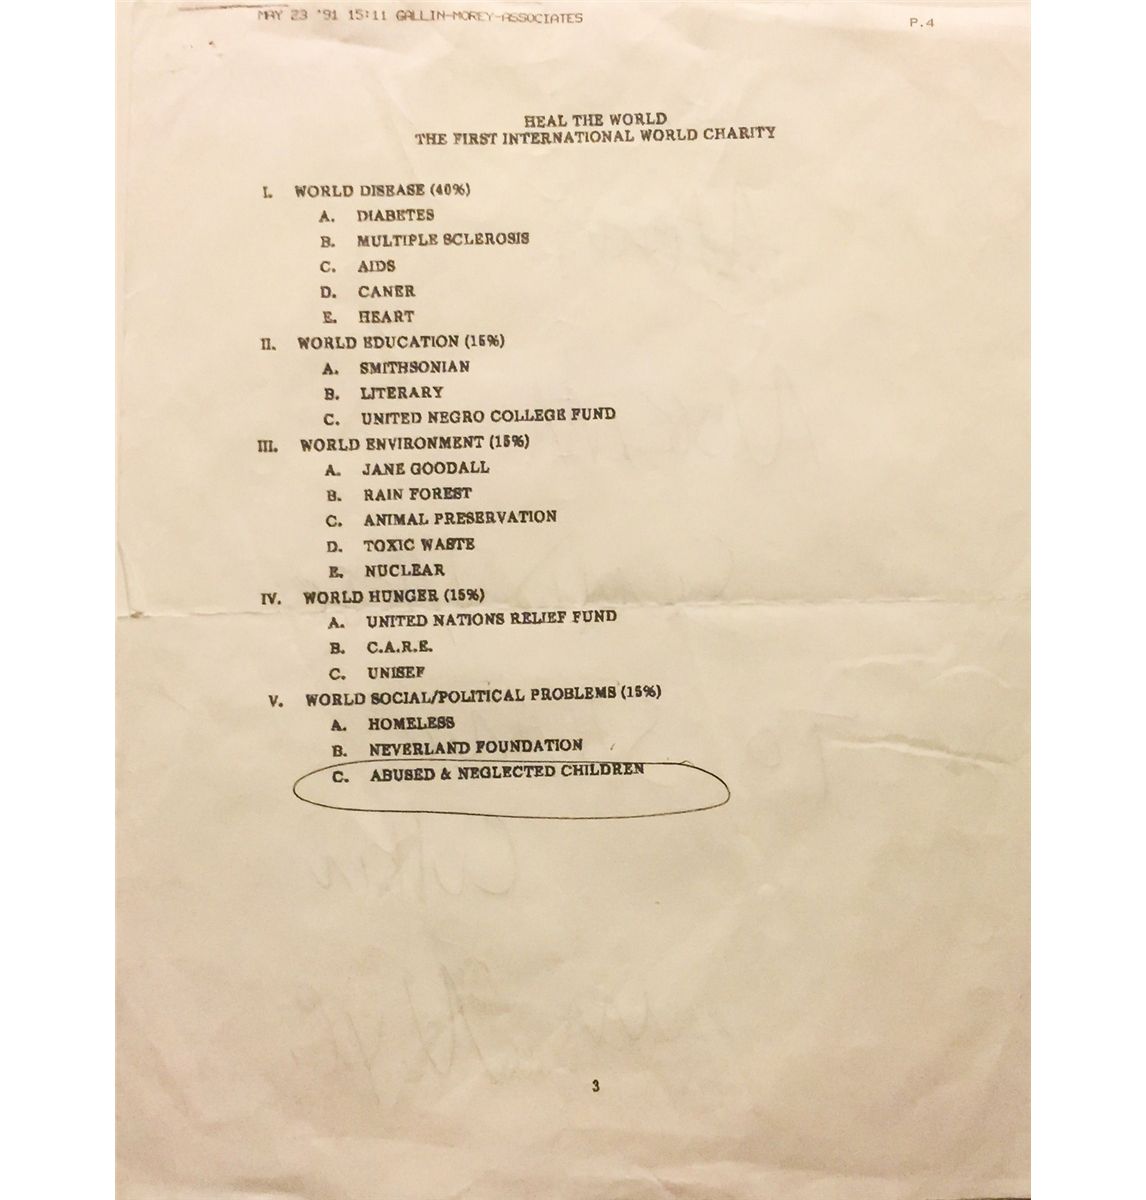 MAY 23 '91 15:11 GALLIN-MOREY-ASSOCIATES P.4
HEAL THE WORLD
THE FIRST INTERNATIONAL WORLD CHARITY
I. WORLD DISEASE (40%)
A. DIABETES
B. MULTIPLE SCLEROSIS
C. AIDS
D. CANER
E. HEART
II. WORLD EDUCATION (15%)
A. SMITHSONIAN
B. LITERARY
C. UNITED NEGRO COLLEGE FUND
III. WORLD ENVIRONMENT (15%)
A. JANE GOODALL
B. RAIN FOREST
C. ANIMAL PRESERVATION
D. TOXIC WASTE
E. NUCLEAR
IV. WORLD HUNGER (15%)
A. UNITED NATIONS RELIEF FUND
B. C.A.R.E.
C. UNISEF
V. WORLD SOCIAL/POLITICAL PROBLEMS (15%)
A. HOMELESS
B. NEVERLAND FOUNDATION
C. ABUSED & NEGLECTED CHILDREN
3